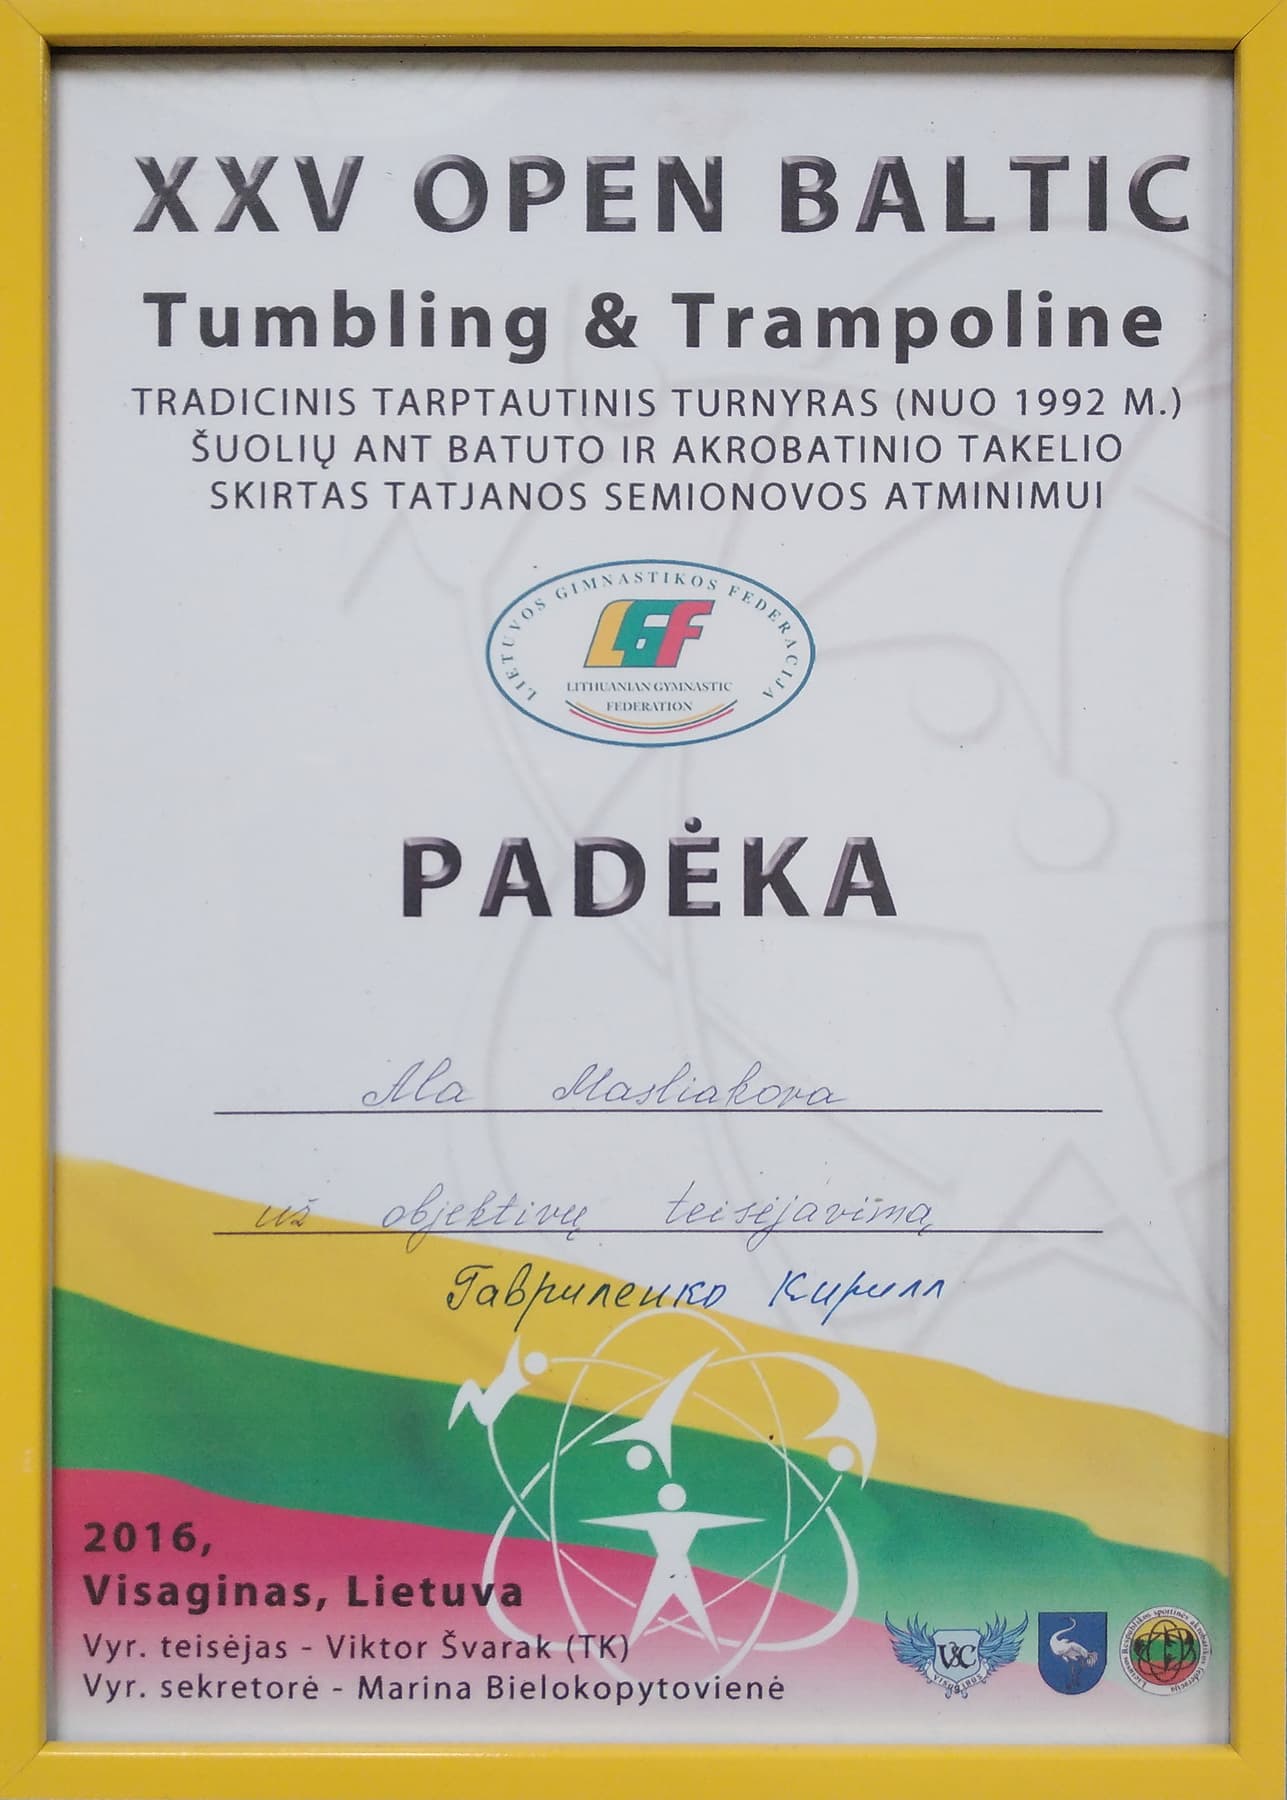 XXV OPEN BALTIC
Tumbling & Trampoline
TRADICINIS TARPTAUTINIS TURNYRAS (NUO 1992 M.)
ŠUOLIŲ ANT BATUTO IR AKROBATINIO TAKELIO
SKIRTAS TATJANOS SEMIONOVOS ATMINIMUI
LIETUVOS GIMNASTIKOS FEDERACIJA
LGF
LITHUANIAN GYMNASTIC
FEDERATION
PADĖKA
Ala Masliakova
už objektivų teisėjavimą
Гавриленко Кирилл
2016,
Visaginas, Lietuva
Vyr. teisėjas - Viktor Švarak (TK)
Vyr. sekretorė - Marina Bielokopytovienė
V&C
VISAGINAS
Lietuvos Respublikos sportinės akrobatikos federacija